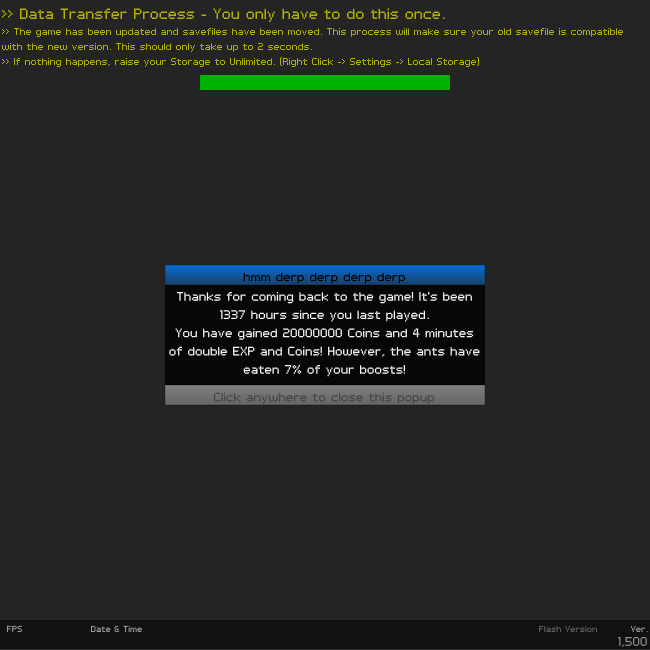 >> Data Transfer Process - You only have to do this once.
>> The game has been updated and savefiles have been moved. This process will make sure your old savefile is compatible
with the new version. This should only take up to 2 seconds.
>> If nothing happens, raise your Storage to Unlimited. (Right Click -> Settings -> Local Storage)
hmm derp derp derp derp
Thanks for coming back to the game! It's been
1337 hours since you last played.
You have gained 20000000 Coins and 4 minutes
of double EXP and Coins! However, the ants have
eaten 7% of your boosts!
Click anywhere to close this popup
FPS Date & Time Flash Version Ver.
1,500